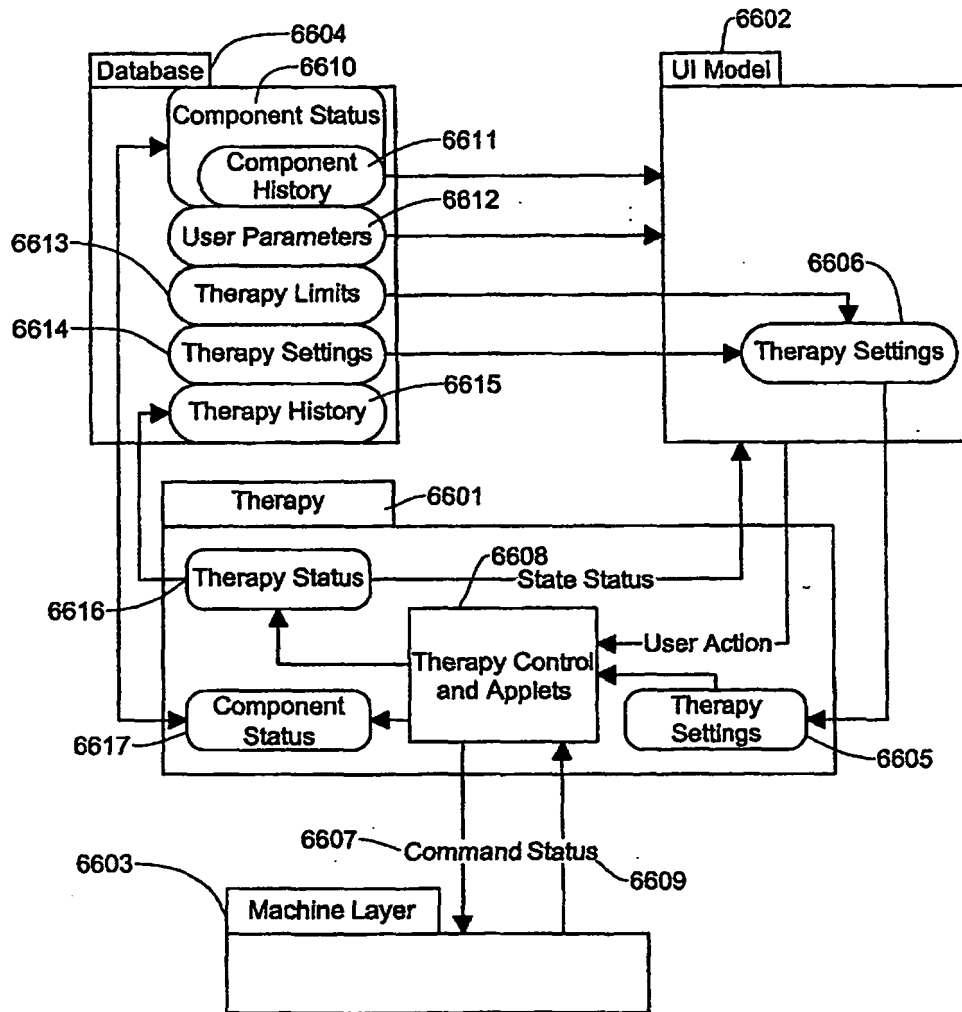 6604
6602
Database
6610
UI Model
Component Status
6611
Component
History
6612
User Parameters
6613
Therapy Limits
6606
6614
Therapy Settings
Therapy Settings
6615
Therapy History
Therapy
6601
6608
Therapy Status
State Status
6616
User Action
Therapy Control
and Applets
Component
Status
Therapy
Settings
6617
6605
6607
Command Status
6609
6603
Machine Layer